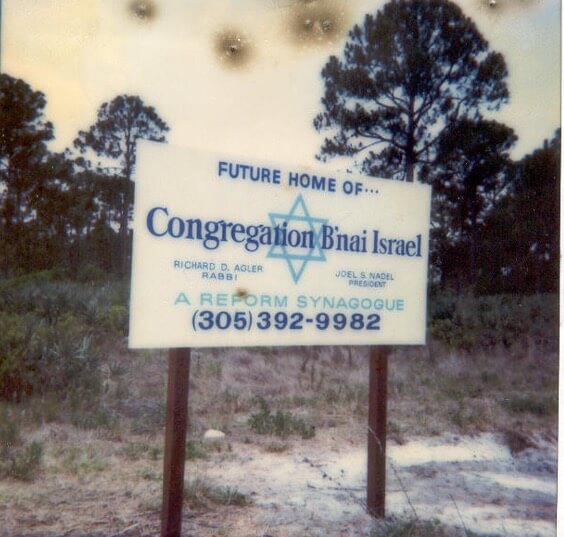 FUTURE HOME OF...
Congregation B'nai Israel
RICHARD D. AGLER
RABBI
JOEL S. NADEL
PRESIDENT
A REFORM SYNAGOGUE
(305)392-9982